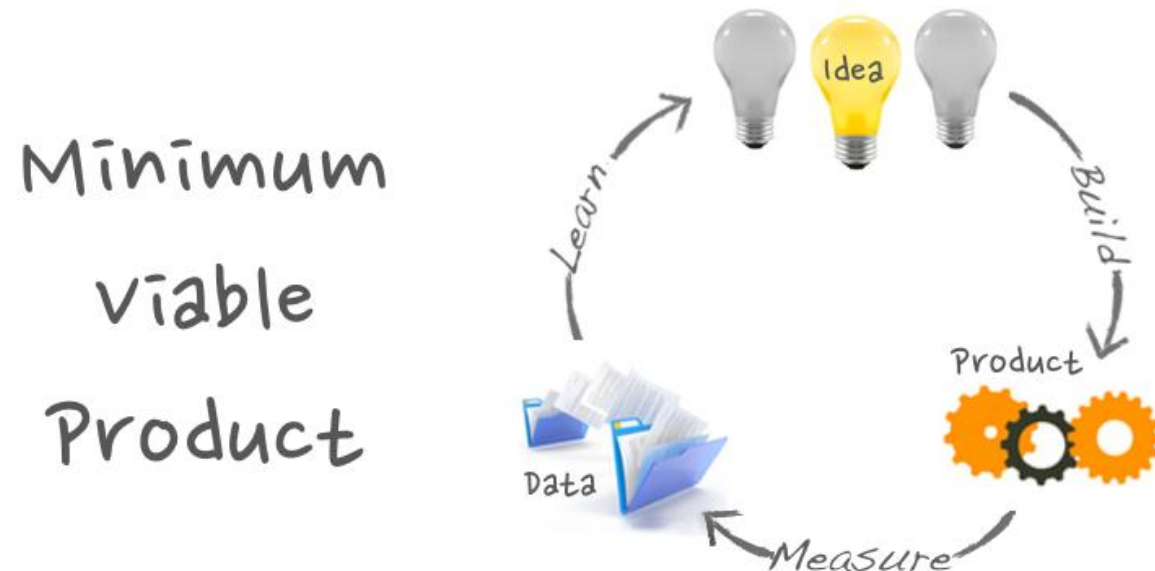 Minimum
Viable
Product
Idea
Build
Product
Measure
Data
Learn